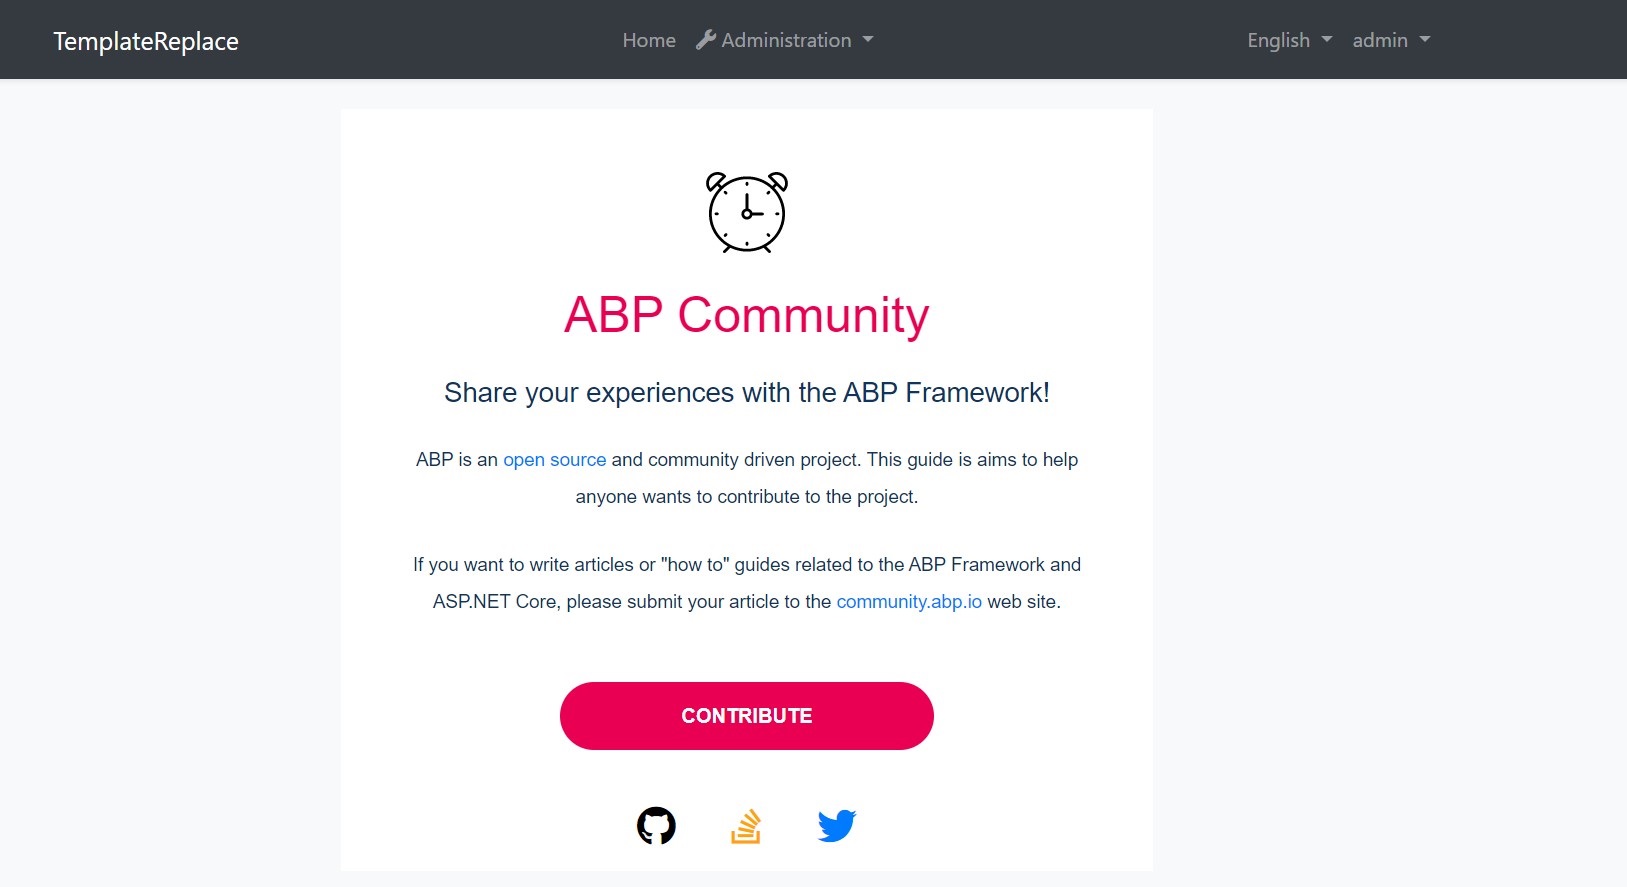 TemplateReplace
Home Administration
English admin
ABP Community
Share your experiences with the ABP Framework!
ABP is an open source and community driven project. This guide is aims to help
anyone wants to contribute to the project.
If you want to write articles or "how to" guides related to the ABP Framework and
ASP.NET Core, please submit your article to the community.abp.io web site.
CONTRIBUTE